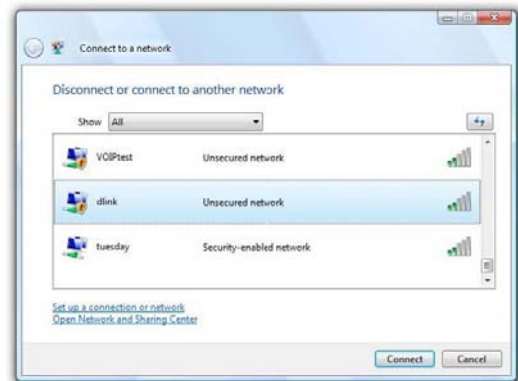 Connect to a network
Disconnect or connect to another network
Show All
VOIPtest Unsecured network
dlink Unsecured network
tuesday Security-enabled network
Set up a connection or network
Open Network and Sharing Center
Connect Cancel